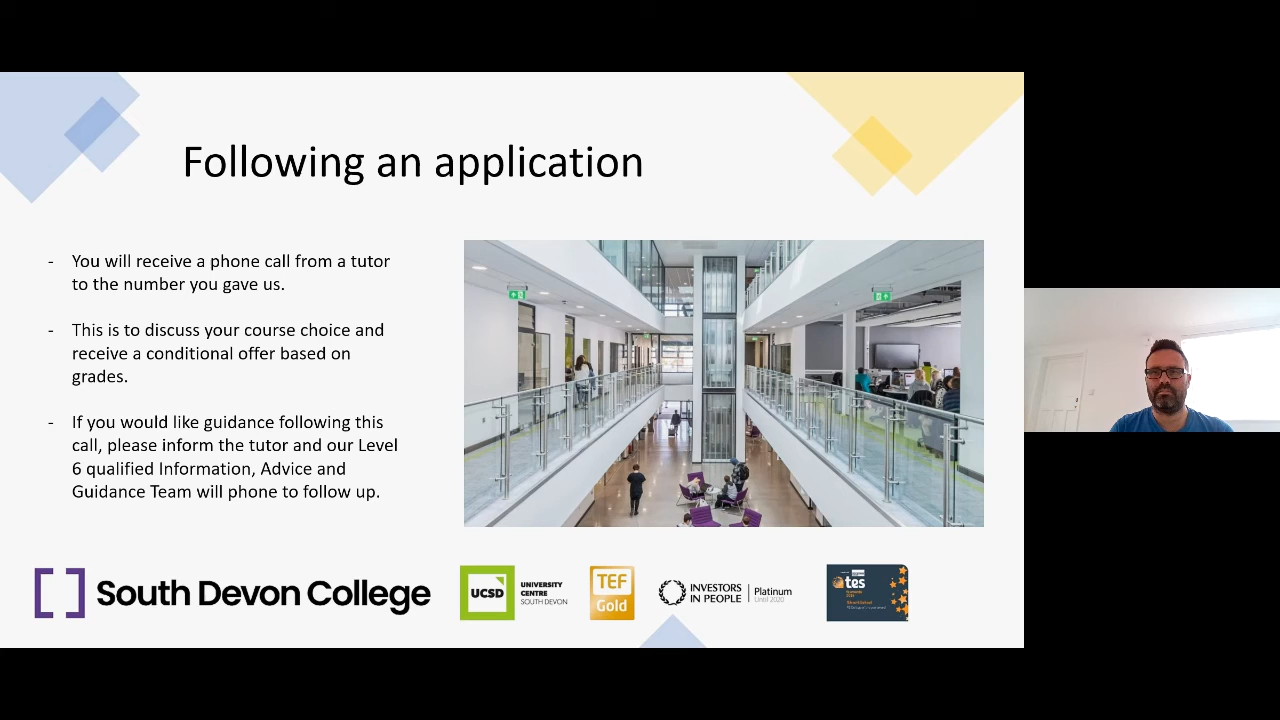 Following an application
- You will receive a phone call from a tutor
to the number you gave us.
- This is to discuss your course choice and
receive a conditional offer based on
grades.
- If you would like guidance following this
call, please inform the tutor and our Level
6 qualified Information, Advice and
Guidance Team will phone to follow up.
South Devon College
UCSD
UNIVERSITY
CENTRE
SOUTH DEVON
TEF
Gold
INVESTORS
IN PEOPLE
Platinum
Until 2020
tes